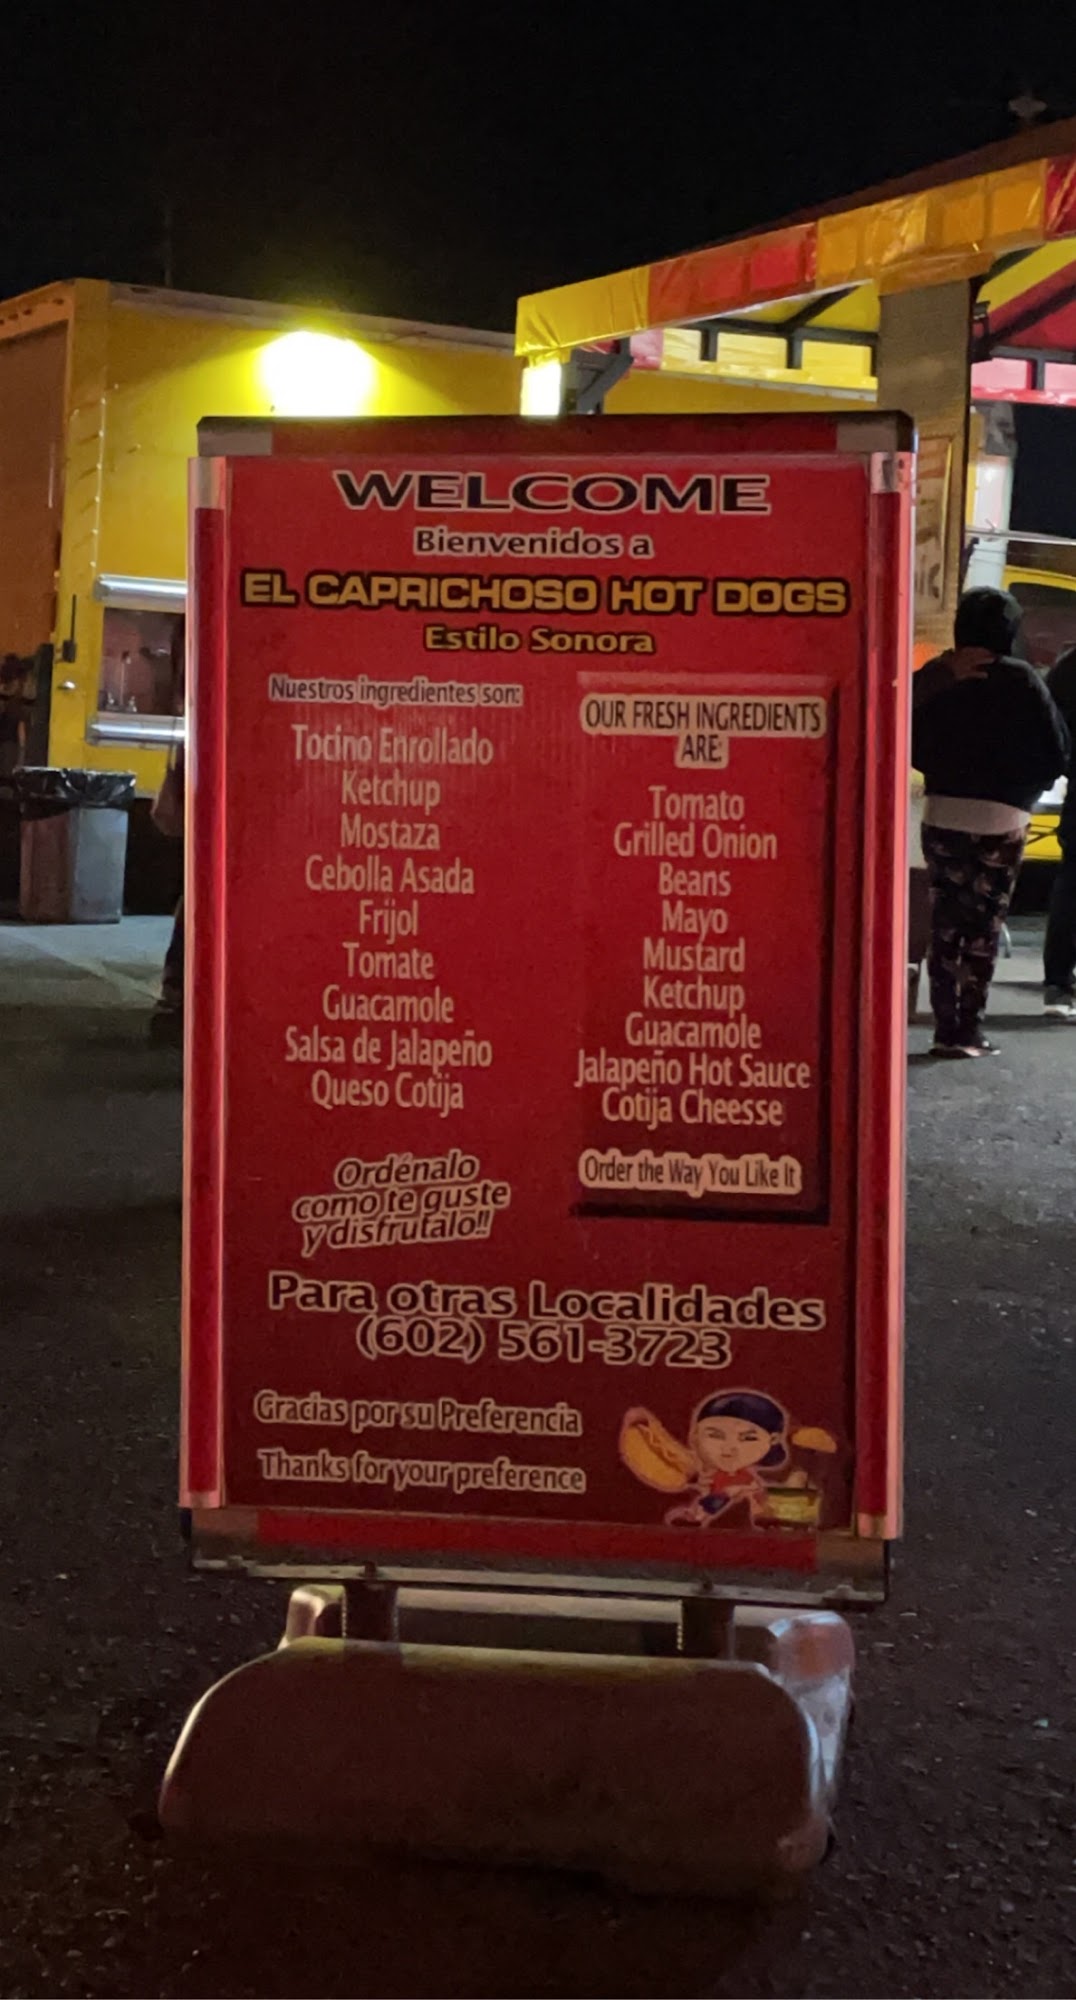 WELCOME
Bienvenidos a
EL CAPRICHOSO HOT DOGS
Estilo Sonora
Nuestros ingredientes son:
Tocino Enrollado
Ketchup
Mostaza
Cebolla Asada
Frijol
Tomate
Guacamole
Salsa de Jalapeño
Queso Cotija
Ordénalo
como te guste
y disfrutalo!!
OUR FRESH INGREDIENTS
ARE:
Tomato
Grilled Onion
Beans
Mayo
Mustard
Ketchup
Guacamole
Jalapeño Hot Sauce
Cotija Cheesse
Order the Way You Like It
Para otras Localidades
(602) 561-3723
Gracias por su Preferencia
Thanks for your preference